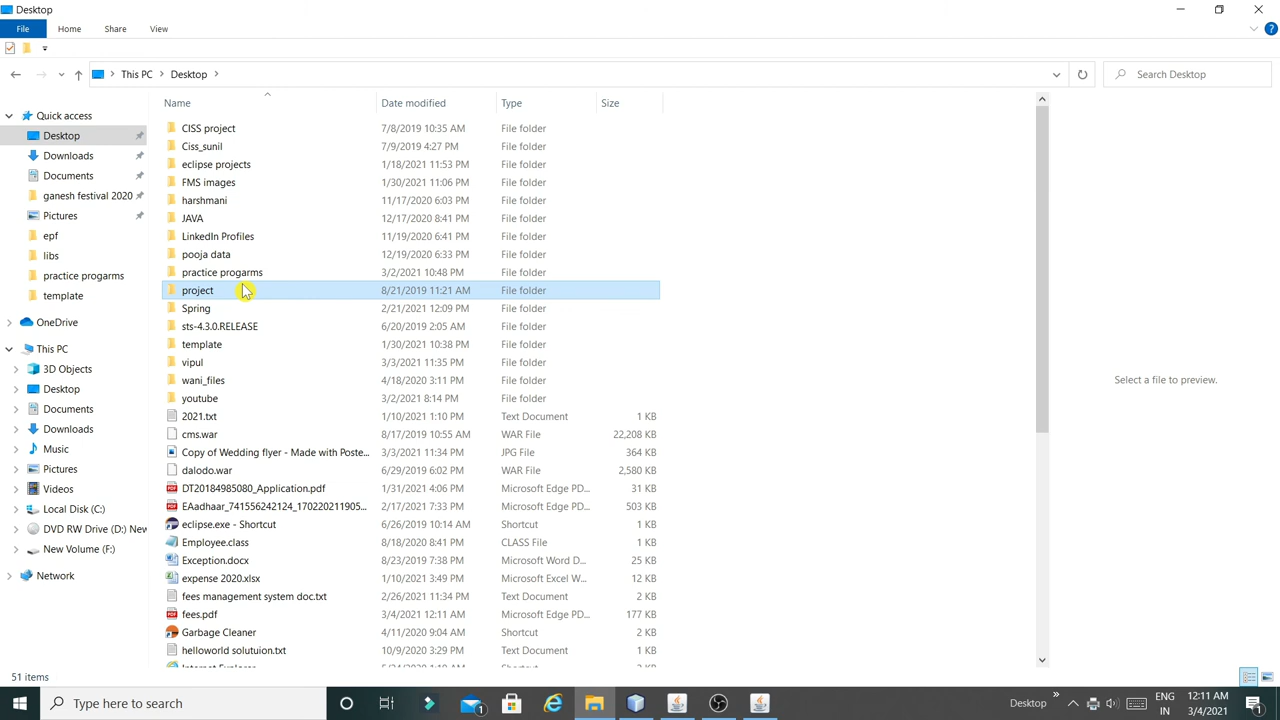 Desktop
File Home Share View
This PC Desktop Search Desktop
Name Date modified Type Size
Quick access
Desktop
Downloads
Documents
ganesh festival 2020
Pictures
epf
libs
practice progarms
template
OneDrive
This PC
3D Objects
Desktop
Documents
Downloads
Music
Pictures
Videos
Local Disk (C:)
DVD RW Drive (D:) New
New Volume (F:)
Network
CISS project 7/8/2019 10:35 AM File folder
Ciss_sunil 7/9/2019 4:27 PM File folder
eclipse projects 1/18/2021 11:53 PM File folder
FMS images 1/30/2021 11:06 PM File folder
harshmani 11/17/2020 6:03 PM File folder
JAVA 12/17/2020 8:41 PM File folder
LinkedIn Profiles 11/19/2020 6:41 PM File folder
pooja data 12/19/2020 6:33 PM File folder
practice progarms 3/2/2021 10:48 PM File folder
project 8/21/2019 11:21 AM File folder
Spring 2/21/2021 12:09 PM File folder
sts-4.3.0.RELEASE 6/20/2019 2:05 AM File folder
template 1/30/2021 10:38 PM File folder
vipul 3/3/2021 11:35 PM File folder
wani_files 4/18/2020 3:11 PM File folder
youtube 3/2/2021 8:14 PM File folder
2021.txt 1/10/2021 1:10 PM Text Document 1 KB
cms.war 8/17/2019 10:55 AM WAR File 22,208 KB
Copy of Wedding flyer - Made with Poste... 3/3/2021 11:34 PM JPG File 364 KB
dalodo.war 6/29/2019 6:02 PM WAR File 2,580 KB
DT20184985080_Application.pdf 1/31/2021 4:06 PM Microsoft Edge PD... 31 KB
EAadhaar_741556242124_170220211905... 2/17/2021 7:33 PM Microsoft Edge PD... 503 KB
eclipse.exe - Shortcut 6/26/2019 10:14 AM Shortcut 1 KB
Employee.class 8/18/2020 8:41 PM CLASS File 1 KB
Exception.docx 8/23/2019 7:38 PM Microsoft Word D... 25 KB
expense 2020.xlsx 1/10/2021 3:49 PM Microsoft Excel W... 12 KB
fees management system doc.txt 2/26/2021 11:34 PM Text Document 2 KB
fees.pdf 3/4/2021 12:11 AM Microsoft Edge PD... 177 KB
Garbage Cleaner 4/11/2020 9:04 AM Shortcut 2 KB
helloworld solutuion.txt 10/9/2020 3:29 PM Text Document 1 KB
Select a file to preview.
51 items
Type here to search
Desktop
ENG
IN
12:11 AM
3/4/2021